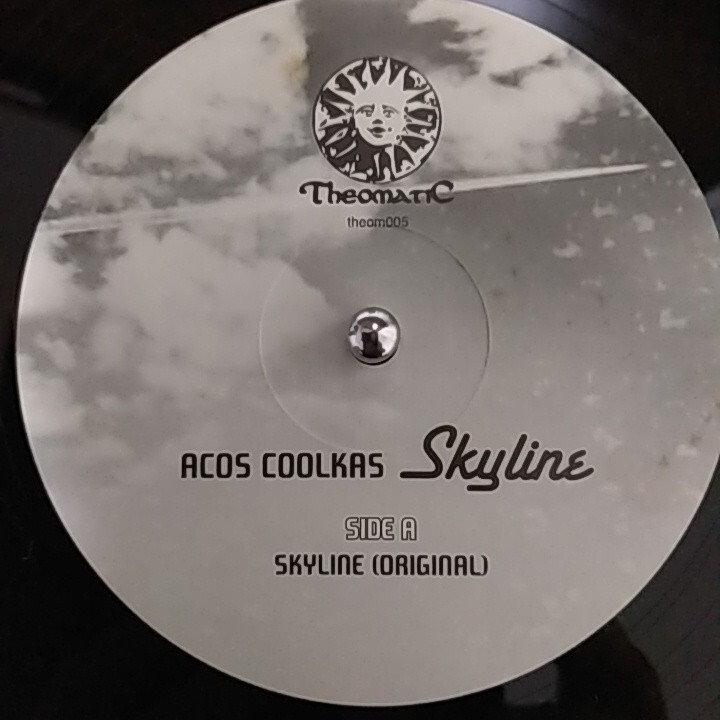 Theomatic
theom005
ACOS COOLKAS Skyline
SIDE A
SKYLINE (ORIGINAL)